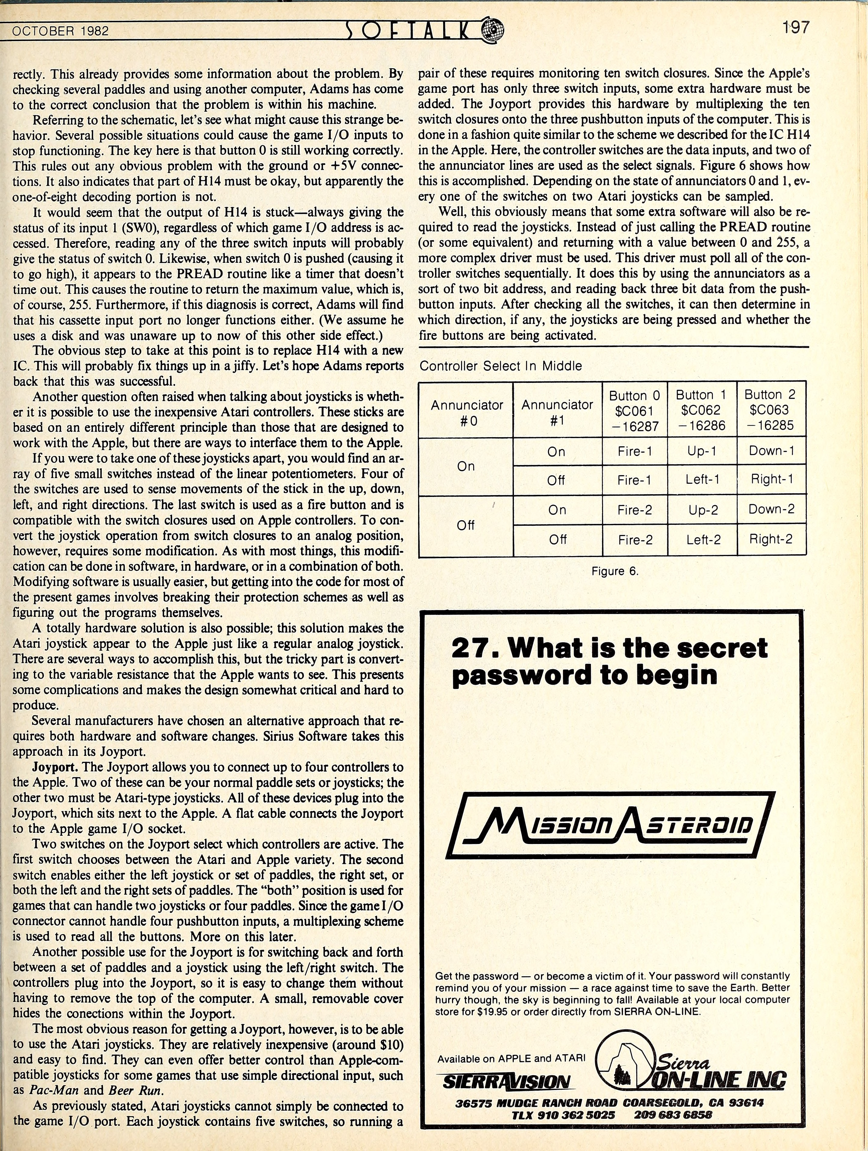 OCTOBER 1982
SOFTALK
197
rectly. This already provides some information about the problem. By
checking several paddles and using another computer, Adams has come
to the correct conclusion that the problem is within his machine.
Referring to the schematic, let's see what might cause this strange be-
havior. Several possible situations could cause the game I/O inputs to
stop functioning. The key here is that button 0 is still working correctly.
This rules out any obvious problem with the ground or +5V connec-
tions. It also indicates that part of H14 must be okay, but apparently the
one-of-eight decoding portion is not.
It would seem that the output of H14 is stuck—always giving the
status of its input 1 (SW0), regardless of which game I/O address is ac-
cessed. Therefore, reading any of the three switch inputs will probably
give the status of switch 0. Likewise, when switch 0 is pushed (causing it
to go high), it appears to the PREAD routine like a timer that doesn't
time out. This causes the routine to return the maximum value, which is,
of course, 255. Furthermore, if this diagnosis is correct, Adams will find
that his cassette input port no longer functions either. (We assume he
uses a disk and was unaware up to now of this other side effect.)
The obvious step to take at this point is to replace H14 with a new
IC. This will probably fix things up in a jiffy. Let's hope Adams reports
back that this was successful.
Another question often raised when talking about joysticks is wheth-
er it is possible to use the inexpensive Atari controllers. These sticks are
based on an entirely different principle than those that are designed to
work with the Apple, but there are ways to interface them to the Apple.
If you were to take one of these joysticks apart, you would find an ar-
ray of five small switches instead of the linear potentiometers. Four of
the switches are used to sense movements of the stick in the up, down,
left, and right directions. The last switch is used as a fire button and is
compatible with the switch closures used on Apple controllers. To con-
vert the joystick operation from switch closures to an analog position,
however, requires some modification. As with most things, this modifi-
cation can be done in software, in hardware, or in a combination of both.
Modifying software is usually easier, but getting into the code for most of
the present games involves breaking their protection schemes as well as
figuring out the programs themselves.
A totally hardware solution is also possible; this solution makes the
Atari joystick appear to the Apple just like a regular analog joystick.
There are several ways to accomplish this, but the tricky part is convert-
ing to the variable resistance that the Apple wants to see. This presents
some complications and makes the design somewhat critical and hard to
produce.
Several manufacturers have chosen an alternative approach that re-
quires both hardware and software changes. Sirius Software takes this
approach in its Joyport.
Joyport. The Joyport allows you to connect up to four controllers to
the Apple. Two of these can be your normal paddle sets or joysticks; the
other two must be Atari-type joysticks. All of these devices plug into the
Joyport, which sits next to the Apple. A flat cable connects the Joyport
to the Apple game I/O socket.
Two switches on the Joyport select which controllers are active. The
first switch chooses between the Atari and Apple variety. The second
switch enables either the left joystick or set of paddles, the right set, or
both the left and the right sets of paddles. The "both" position is used for
games that can handle two joysticks or four paddles. Since the game I/O
connector cannot handle four pushbutton inputs, a multiplexing scheme
is used to read all the buttons. More on this later.
Another possible use for the Joyport is for switching back and forth
between a set of paddles and a joystick using the left/right switch. The
controllers plug into the Joyport, so it is easy to change them without
having to remove the top of the computer. A small, removable cover
hides the conections within the Joyport.
The most obvious reason for getting a Joyport, however, is to be able
to use the Atari joysticks. They are relatively inexpensive (around $10)
and easy to find. They can even offer better control than Apple-com-
patible joysticks for some games that use simple directional input, such
as Pac-Man and Beer Run.
As previously stated, Atari joysticks cannot simply be connected to
the game I/O port. Each joystick contains five switches, so running a
pair of these requires monitoring ten switch closures. Since the Apple's
game port has only three switch inputs, some extra hardware must be
added. The Joyport provides this hardware by multiplexing the ten
switch closures onto the three pushbutton inputs of the computer. This is
done in a fashion quite similar to the scheme we described for the IC H14
in the Apple. Here, the controller switches are the data inputs, and two of
the annunciator lines are used as the select signals. Figure 6 shows how
this is accomplished. Depending on the state of annunciators 0 and 1, ev-
ery one of the switches on two Atari joysticks can be sampled.
Well, this obviously means that some extra software will also be re-
quired to read the joysticks. Instead of just calling the PREAD routine
(or some equivalent) and returning with a value between 0 and 255, a
more complex driver must be used. This driver must poll all of the con-
troller switches sequentially. It does this by using the annunciators as a
sort of two bit address, and reading back three bit data from the push-
button inputs. After checking all the switches, it can then determine in
which direction, if any, the joysticks are being pressed and whether the
fire buttons are being activated.
Controller Select In Middle
Annunciator #0 Annunciator #1 Button 0 $C061 −16287 Button 1 $C062 −16286 Button 2 $C063 −16285
On On Fire-1 Up-1 Down-1
Off Fire-1 Left-1 Right-1
Off On Fire-2 Up-2 Down-2
Off Fire-2 Left-2 Right-2
Figure 6.
27. What is the secret
password to begin
MISSION ASTEROID
Get the password — or become a victim of it. Your password will constantly
remind you of your mission — a race against time to save the Earth. Better
hurry though, the sky is beginning to fall! Available at your local computer
store for $19.95 or order directly from SIERRA ON-LINE.
Available on APPLE and ATARI
SIERRAVISION
Sierra
ON-LINE INC
36575 MUDGE RANCH ROAD COARSEGOLD, CA 93614
TLX 910 362 5025 209 683 6858